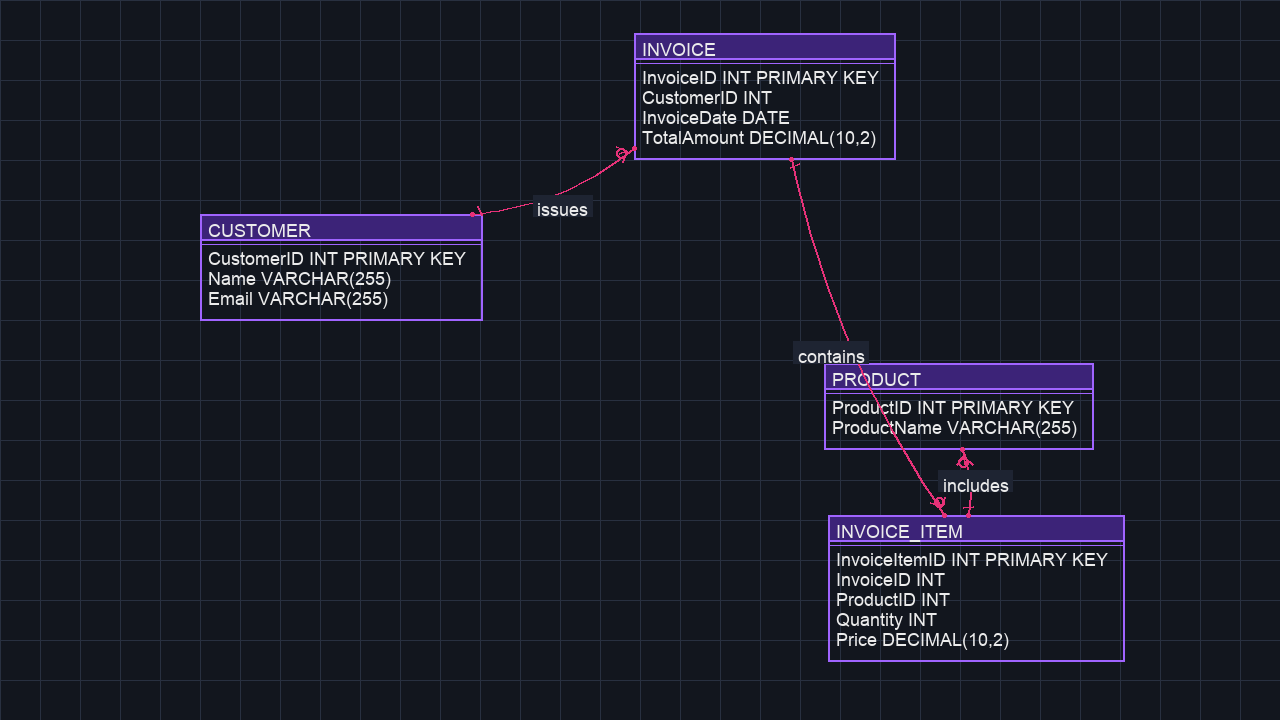 INVOICE
InvoiceID INT PRIMARY KEY
CustomerID INT
InvoiceDate DATE
TotalAmount DECIMAL(10,2)
issues
CUSTOMER
CustomerID INT PRIMARY KEY
Name VARCHAR(255)
Email VARCHAR(255)
contains
PRODUCT
ProductID INT PRIMARY KEY
ProductName VARCHAR(255)
includes
INVOICE_ITEM
InvoiceItemID INT PRIMARY KEY
InvoiceID INT
ProductID INT
Quantity INT
Price DECIMAL(10,2)